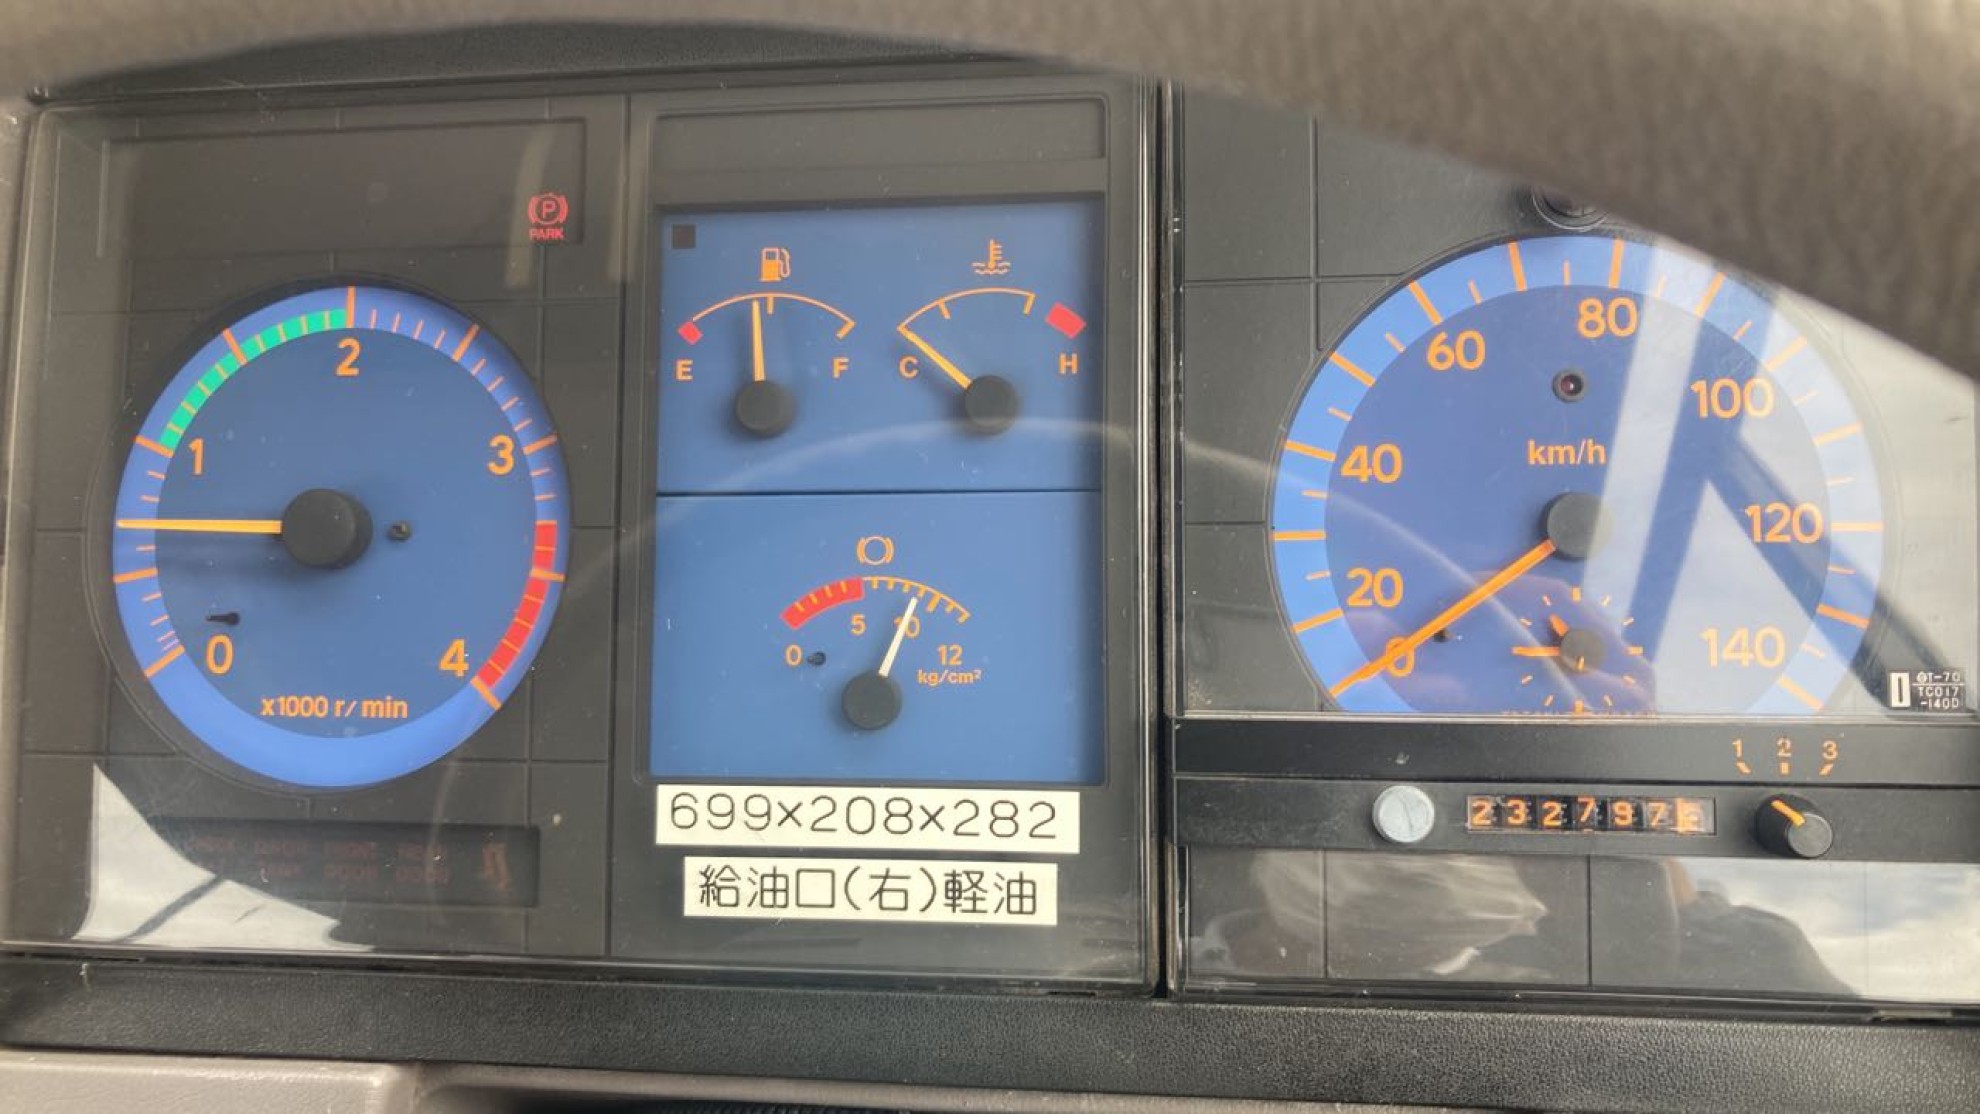 PARK
0 1 2 3 4
x1000 r/min
E F
C H
0 5 10 12
kg/cm²
699×208×282
給油口(右)軽油
0 20 40 60 80 100 120 140
km/h
GT-70
TC017
-140D
1 2 3
232797